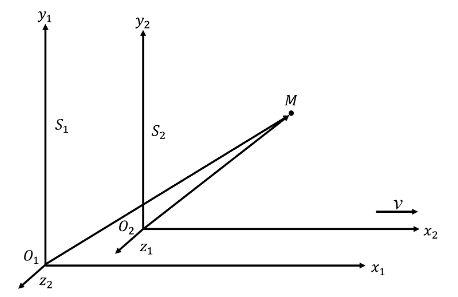 y₁
y₂
M
S₁
S₂
v
O₂
x₂
z₁
O₁
x₁
z₂